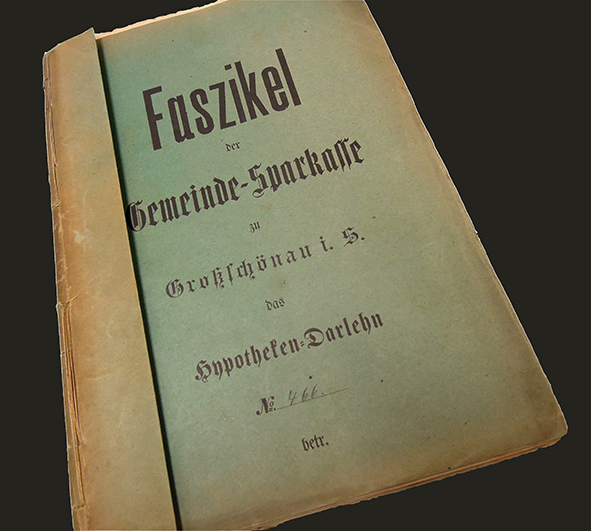 Faszikel
der
Gemeinde-Sparkasse
zu
Großschönau i. S.
das
Hypotheken-Darlehn
No. 466.
betr.